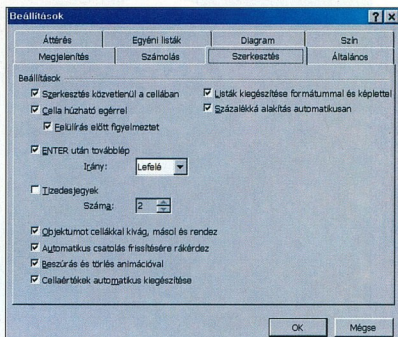 Beállítások
Áttérés Egyéni listák Diagram Szín
Megjelenítés Számolás Szerkesztés Általános
Beállítások
Szerkesztés közvetlenül a cellában
Listák kiegészítése formátummal és képlettel
Cella húzható egérrel
Százalékká alakítás automatikusan
Felülírás előtt figyelmeztet
ENTER után továbblép
Irány: Lefelé
Tizedesjegyek
Száma: 2
Objektumot cellákkal kivág, másol és rendez
Automatikus csatolás frissítésére rákérdez
Beszúrás és törlés animációval
Cellaértékek automatikus kiegészítése
OK Mégse